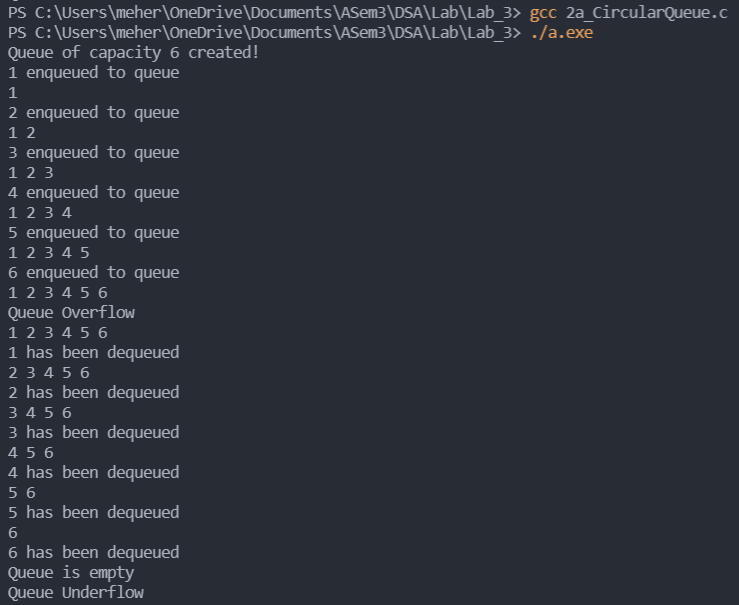 PS C:\Users\meher\OneDrive\Documents\ASem3\DSA\Lab\Lab_3> gcc 2a_CircularQueue.c
PS C:\Users\meher\OneDrive\Documents\ASem3\DSA\Lab\Lab_3> ./a.exe
Queue of capacity 6 created!
1 enqueued to queue
1
2 enqueued to queue
1 2
3 enqueued to queue
1 2 3
4 enqueued to queue
1 2 3 4
5 enqueued to queue
1 2 3 4 5
6 enqueued to queue
1 2 3 4 5 6
Queue Overflow
1 2 3 4 5 6
1 has been dequeued
2 3 4 5 6
2 has been dequeued
3 4 5 6
3 has been dequeued
4 5 6
4 has been dequeued
5 6
5 has been dequeued
6
6 has been dequeued
Queue is empty
Queue Underflow